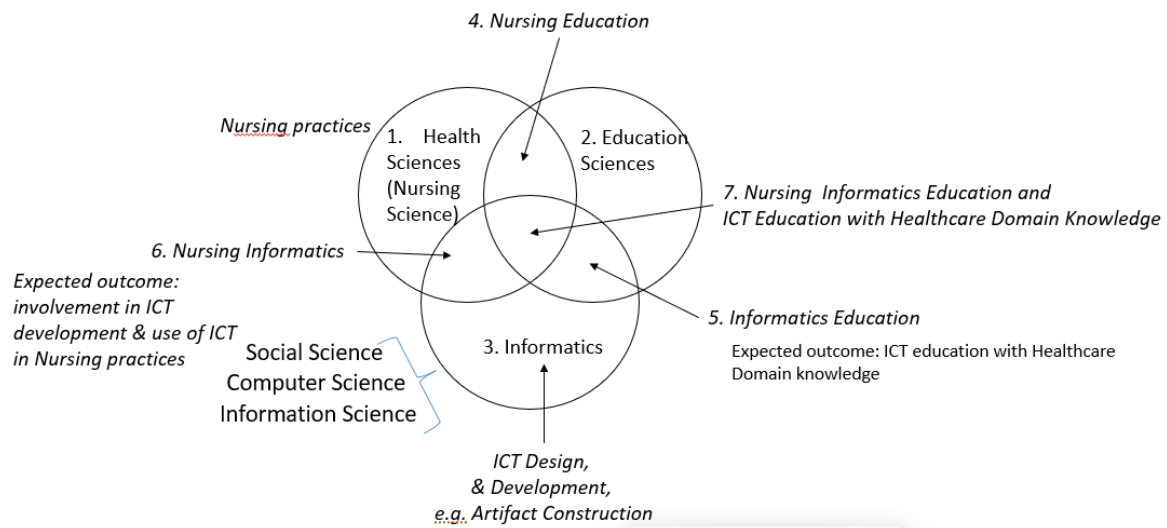 4. Nursing Education
Nursing practices
1. Health
Sciences
(Nursing
Science)
2. Education
Sciences
7. Nursing Informatics Education and
ICT Education with Healthcare Domain Knowledge
6. Nursing Informatics
Expected outcome:
involvement in ICT
development & use of ICT
in Nursing practices
5. Informatics Education
Expected outcome: ICT education with Healthcare
Domain knowledge
3. Informatics
Social Science
Computer Science
Information Science
ICT Design,
& Development,
e.g. Artifact Construction